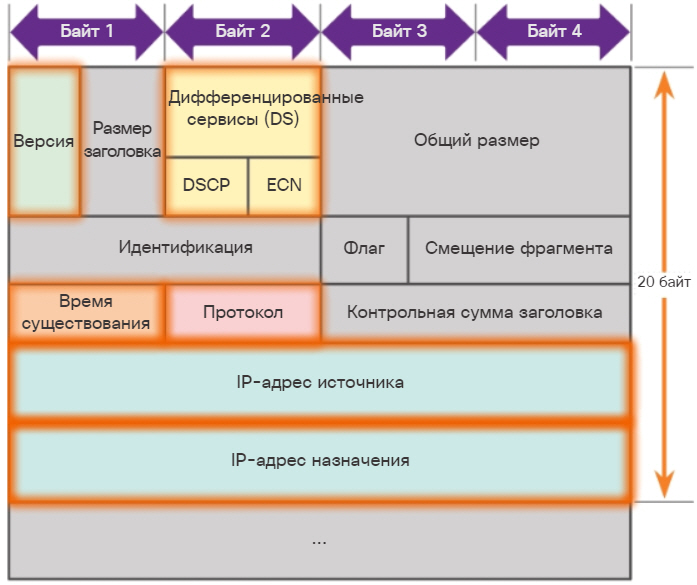 Байт 1
Байт 2
Байт 3
Байт 4
Версия
Размер
заголовка
Дифференцированные
сервисы (DS)
DSCP
ECN
Общий размер
Идентификация
Флаг
Смещение фрагмента
20 байт
Время
существования
Протокол
Контрольная сумма заголовка
IP-адрес источника
IP-адрес назначения
...